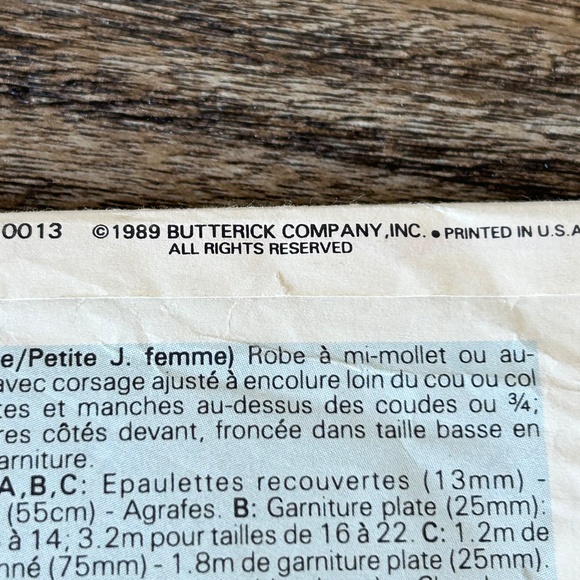 0013 ©1989 BUTTERICK COMPANY, INC. • PRINTED IN U.S.A
ALL RIGHTS RESERVED
e/Petite J. femme) Robe à mi-mollet ou au-
avec corsage ajusté à encolure loin du cou ou col
tes et manches au-dessus des coudes ou ¾;
res côtés devant, froncée dans taille basse en
arniture.
A,B,C: Epaulettes recouvertes (13mm) -
(55cm) - Agrafes. B: Garniture plate (25mm):
à 14; 3.2m pour tailles de 16 à 22. C: 1.2m de
nné (75mm) - 1.8m de garniture plate (25mm).